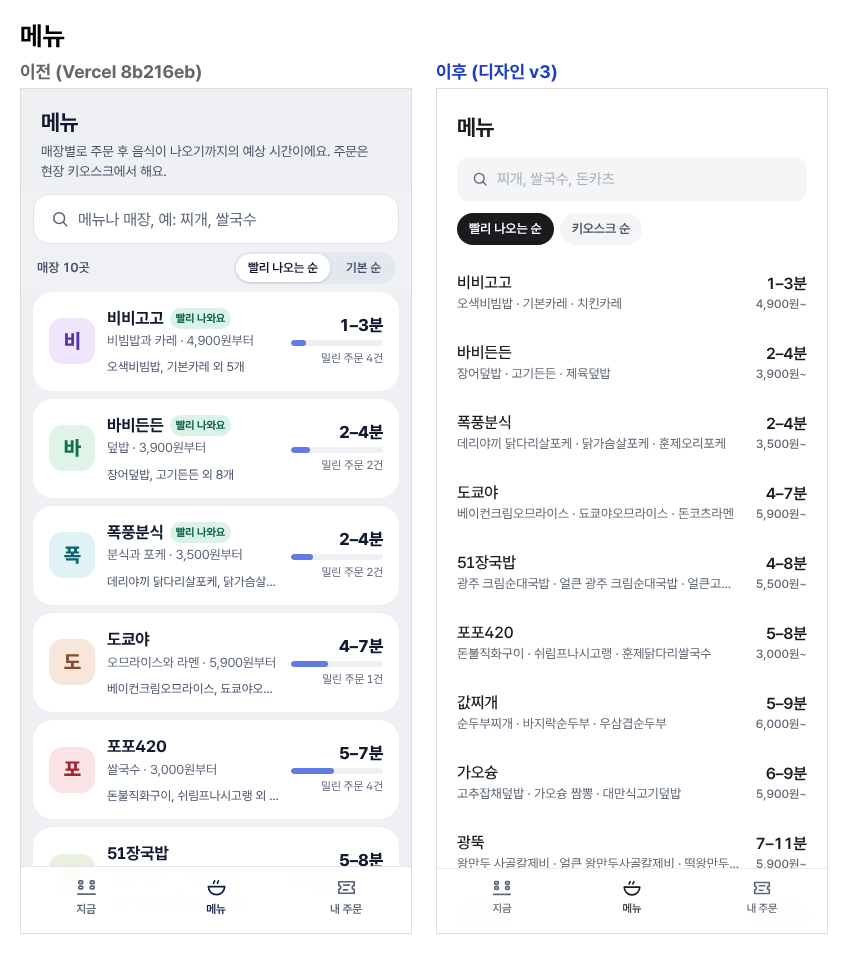 메뉴
이전 (Vercel 8b216eb)
메뉴
매장별로 주문 후 음식이 나오기까지의 예상 시간이에요. 주문은
현장 키오스크에서 해요.
메뉴나 매장, 예: 찌개, 쌀국수
매장 10곳
빨리 나오는 순
기본 순
비
비비고고 빨리 나와요
비빔밥과 카레 · 4,900원부터
오색비빔밥, 기본카레 외 5개
1–3분
밀린 주문 4건
바
바비든든 빨리 나와요
덮밥 · 3,900원부터
장어덮밥, 고기든든 외 8개
2–4분
밀린 주문 2건
폭
폭풍분식 빨리 나와요
분식과 포케 · 3,500원부터
데리야끼 닭다리살포케, 닭가슴살...
2–4분
밀린 주문 2건
도
도쿄야
오므라이스와 라멘 · 5,900원부터
베이컨크림오므라이스, 됴쿄야오...
4–7분
밀린 주문 1건
포
포포420
쌀국수 · 3,000원부터
돈불직화구이, 쉬림프나시고랭 외 ...
5–7분
밀린 주문 4건
51장국밥
5–8분
지금
메뉴
내 주문
이후 (디자인 v3)
메뉴
찌개, 쌀국수, 돈카츠
빨리 나오는 순
키오스크 순
비비고고
오색비빔밥 · 기본카레 · 치킨카레
1–3분
4,900원~
바비든든
장어덮밥 · 고기든든 · 제육덮밥
2–4분
3,900원~
폭풍분식
데리야끼 닭다리살포케 · 닭가슴살포케 · 훈제오리포케
2–4분
3,500원~
도쿄야
베이컨크림오므라이스 · 됴쿄야오므라이스 · 돈코츠라멘
4–7분
5,900원~
51장국밥
광주 크림순대국밥 · 얼큰 광주 크림순대국밥 · 얼큰고...
4–8분
5,500원~
포포420
돈불직화구이 · 쉬림프나시고랭 · 훈제닭다리쌀국수
5–8분
3,000원~
값찌개
순두부찌개 · 바지락순두부 · 우삼겹순두부
5–9분
6,000원~
가오슝
고추잡채덮밥 · 가오슝 짬뽕 · 대만식고기덮밥
6–9분
5,900원~
광뚝
왕만두 사골칼제비 · 얼큰 왕만두사골칼제비 · 떡왕만두...
7–11분
5,900원~
지금
메뉴
내 주문